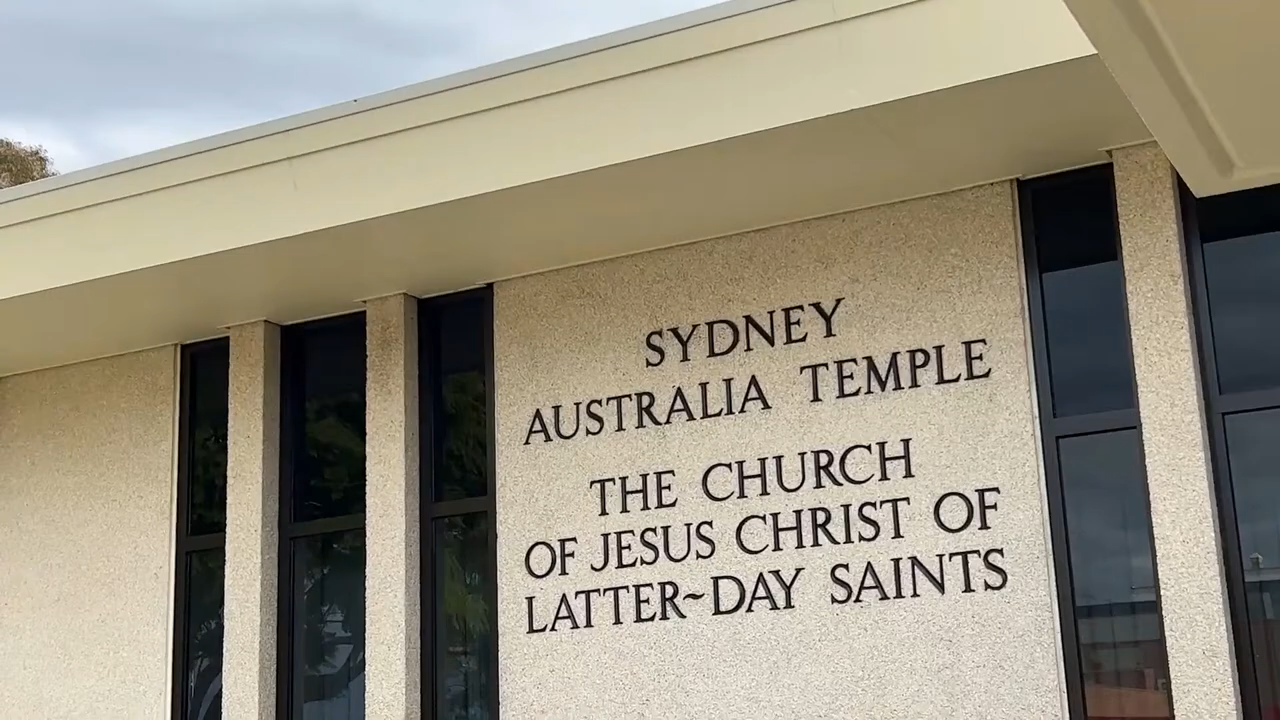 SYDNEY
AUSTRALIA TEMPLE
THE CHURCH
OF JESUS CHRIST OF
LATTER~DAY SAINTS